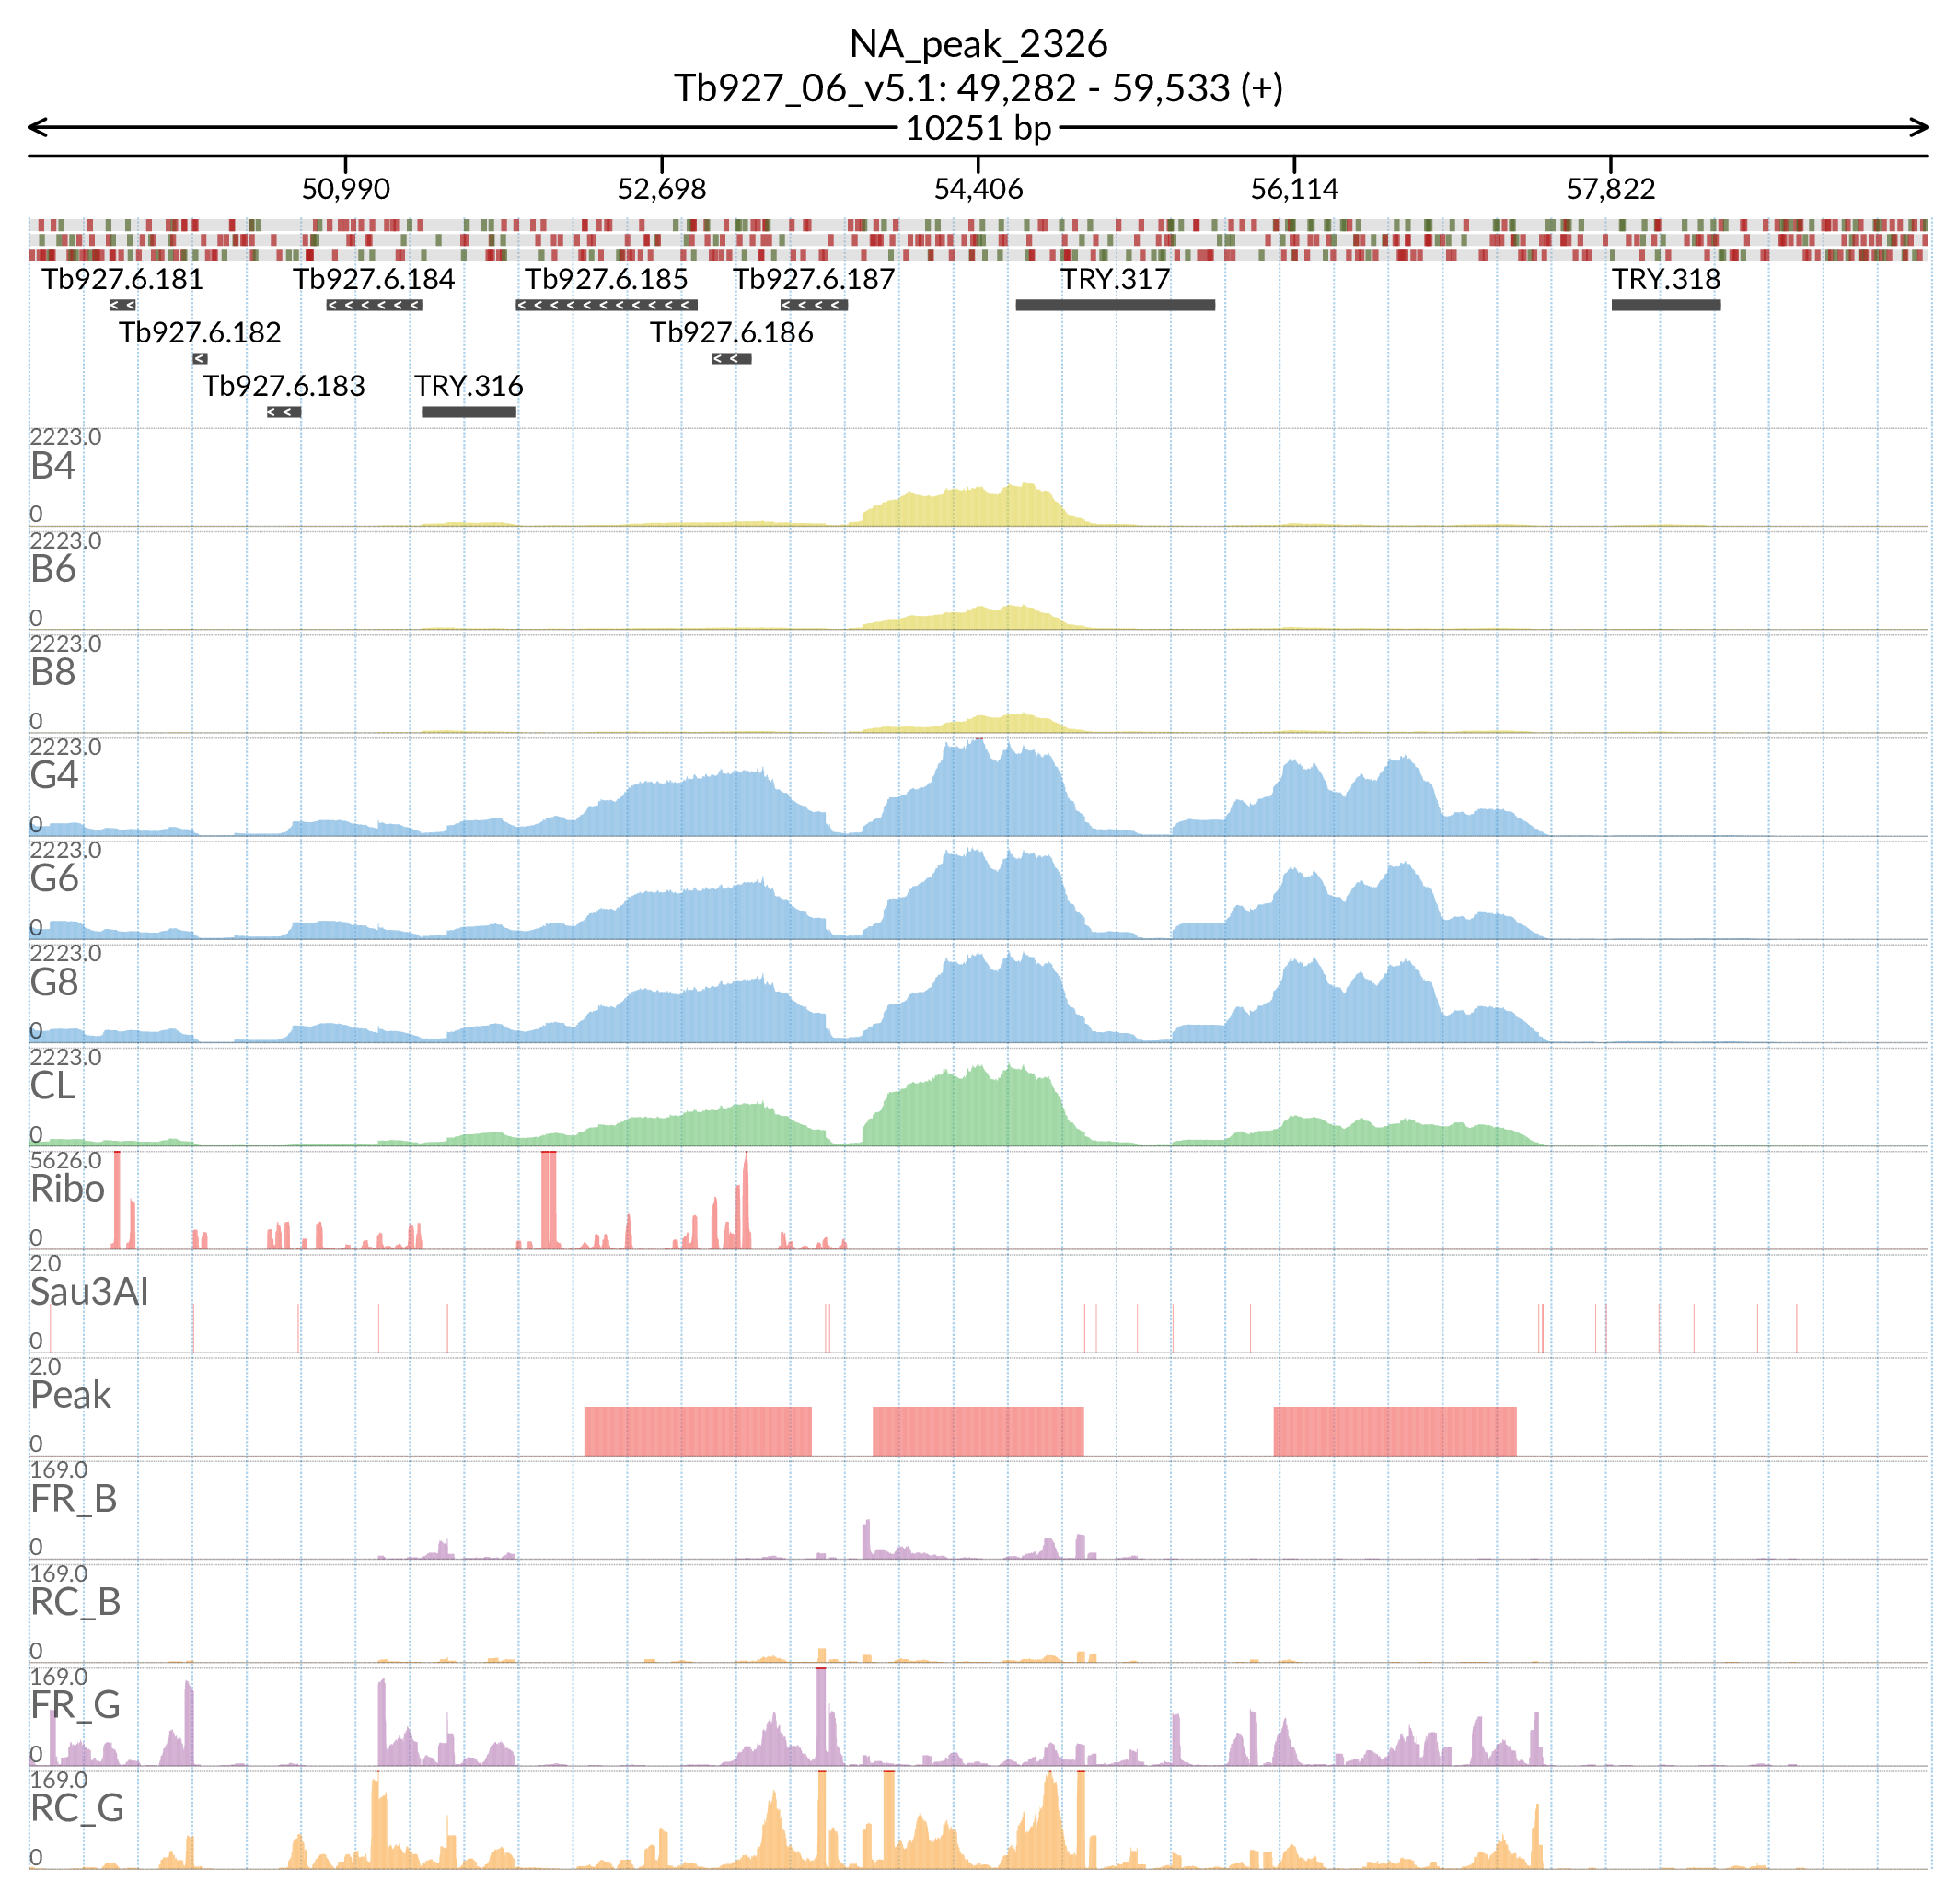 NA_peak_2326
Tb927_06_v5.1: 49,282 - 59,533 (+)
10251 bp
50,990 52,698 54,406 56,114 57,822
Tb927.6.181 Tb927.6.184 Tb927.6.185 Tb927.6.187 TRY.317 TRY.318
Tb927.6.182 Tb927.6.186
Tb927.6.183 TRY.316
2223.0
B4
0
2223.0
B6
0
2223.0
B8
0
2223.0
G4
0
2223.0
G6
0
2223.0
G8
0
2223.0
CL
0
5626.0
Ribo
0
2.0
Sau3AI
0
2.0
Peak
0
169.0
FR_B
0
169.0
RC_B
0
169.0
FR_G
0
169.0
RC_G
0